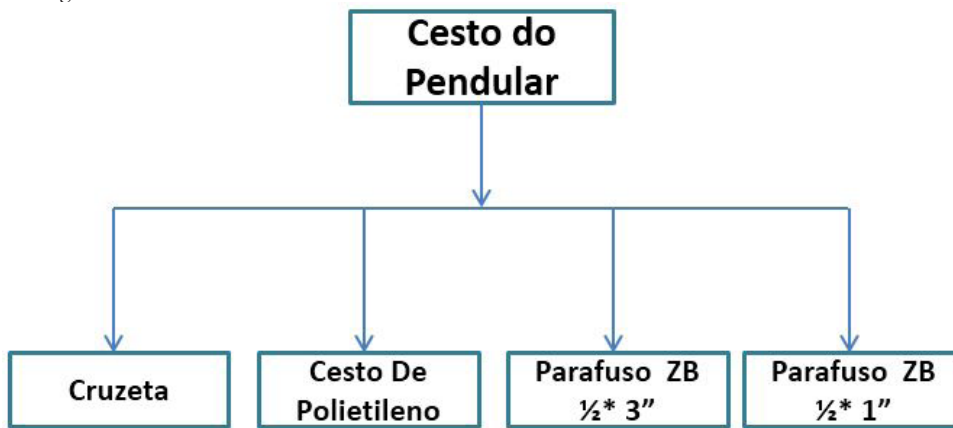 Cesto do
Pendular
Cruzeta
Cesto De
Polietileno
Parafuso ZB
½* 3”
Parafuso ZB
½* 1”